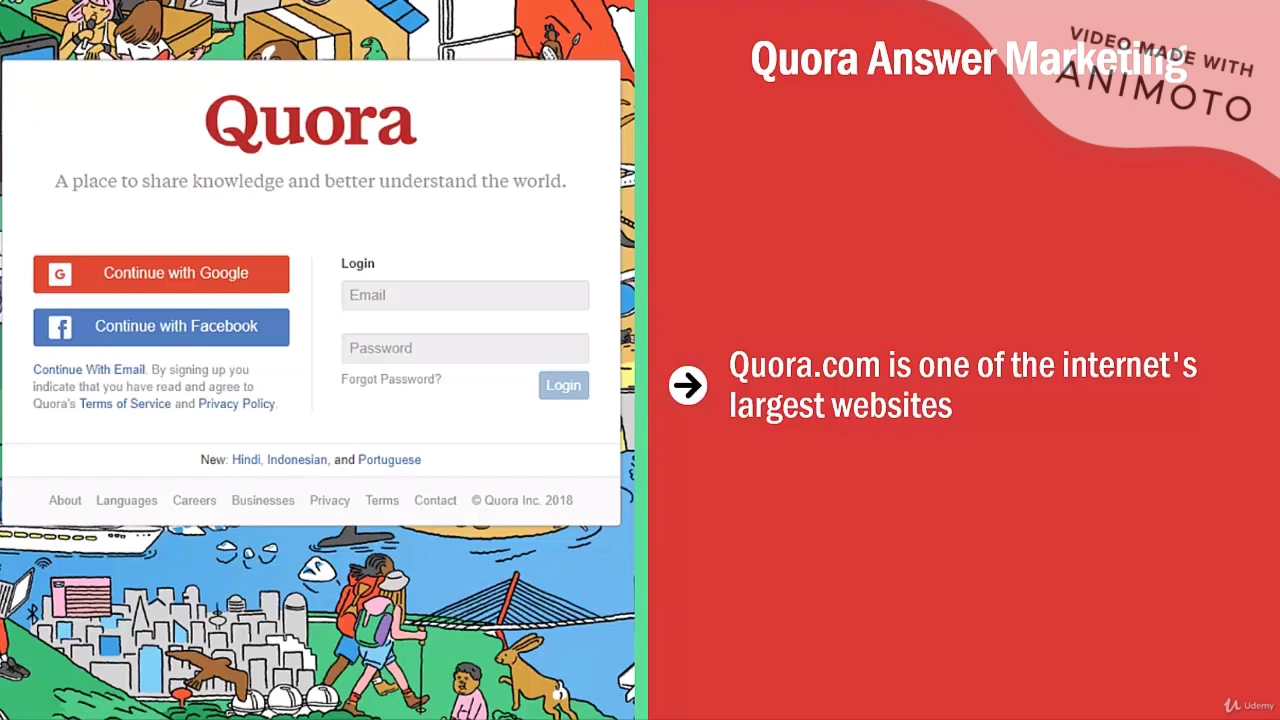 Quora
A place to share knowledge and better understand the world.
Continue with Google
Continue with Facebook
Continue With Email. By signing up you
indicate that you have read and agree to
Quora's Terms of Service and Privacy Policy.
Login
Email
Password
Forgot Password?
Login
New: Hindi, Indonesian, and Portuguese
About Languages Careers Businesses Privacy Terms Contact © Quora Inc. 2018
Quora Answer Marketing
VIDEO MADE WITH
ANIMOTO
Quora.com is one of the internet's
largest websites
Udemy